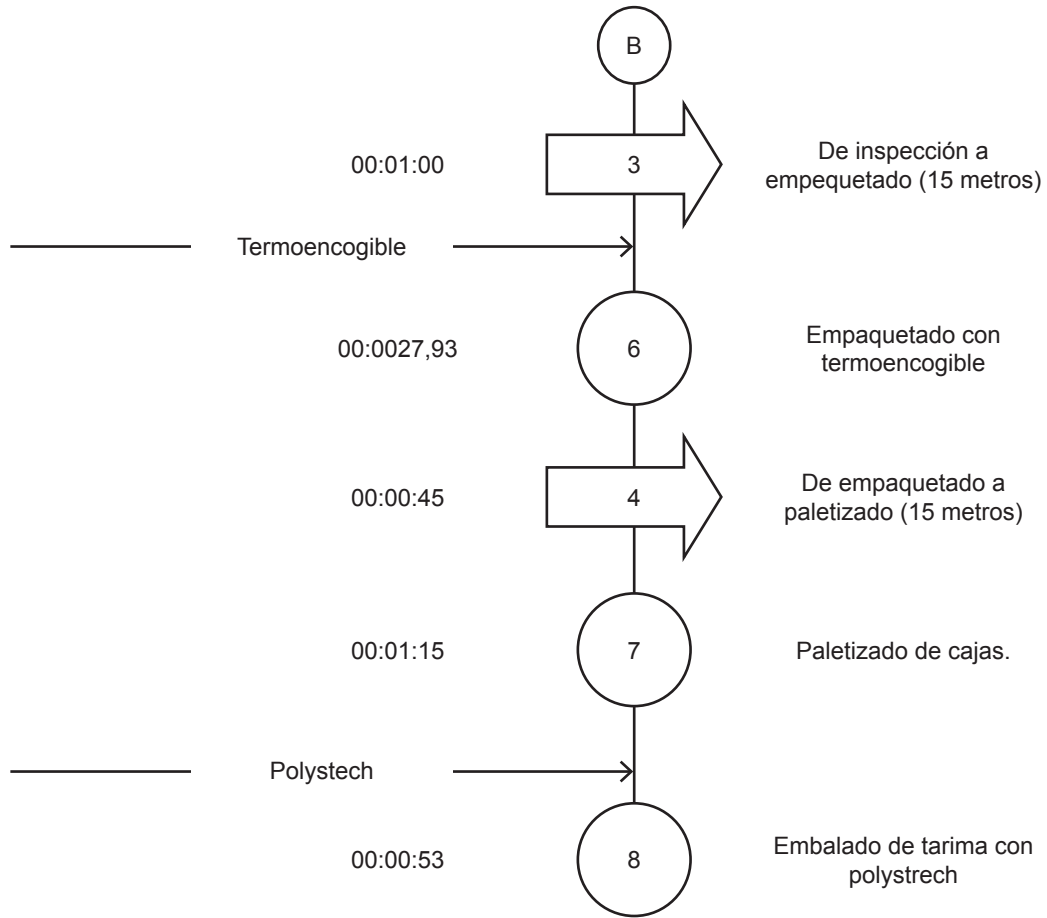 B
00:01:00
3
De inspección a
empequetado (15 metros)
Termoencogible
00:0027,93
6
Empaquetado con
termoencogible
00:00:45
4
De empaquetado a
paletizado (15 metros)
00:01:15
7
Paletizado de cajas.
Polystech
00:00:53
8
Embalado de tarima con
polystrech